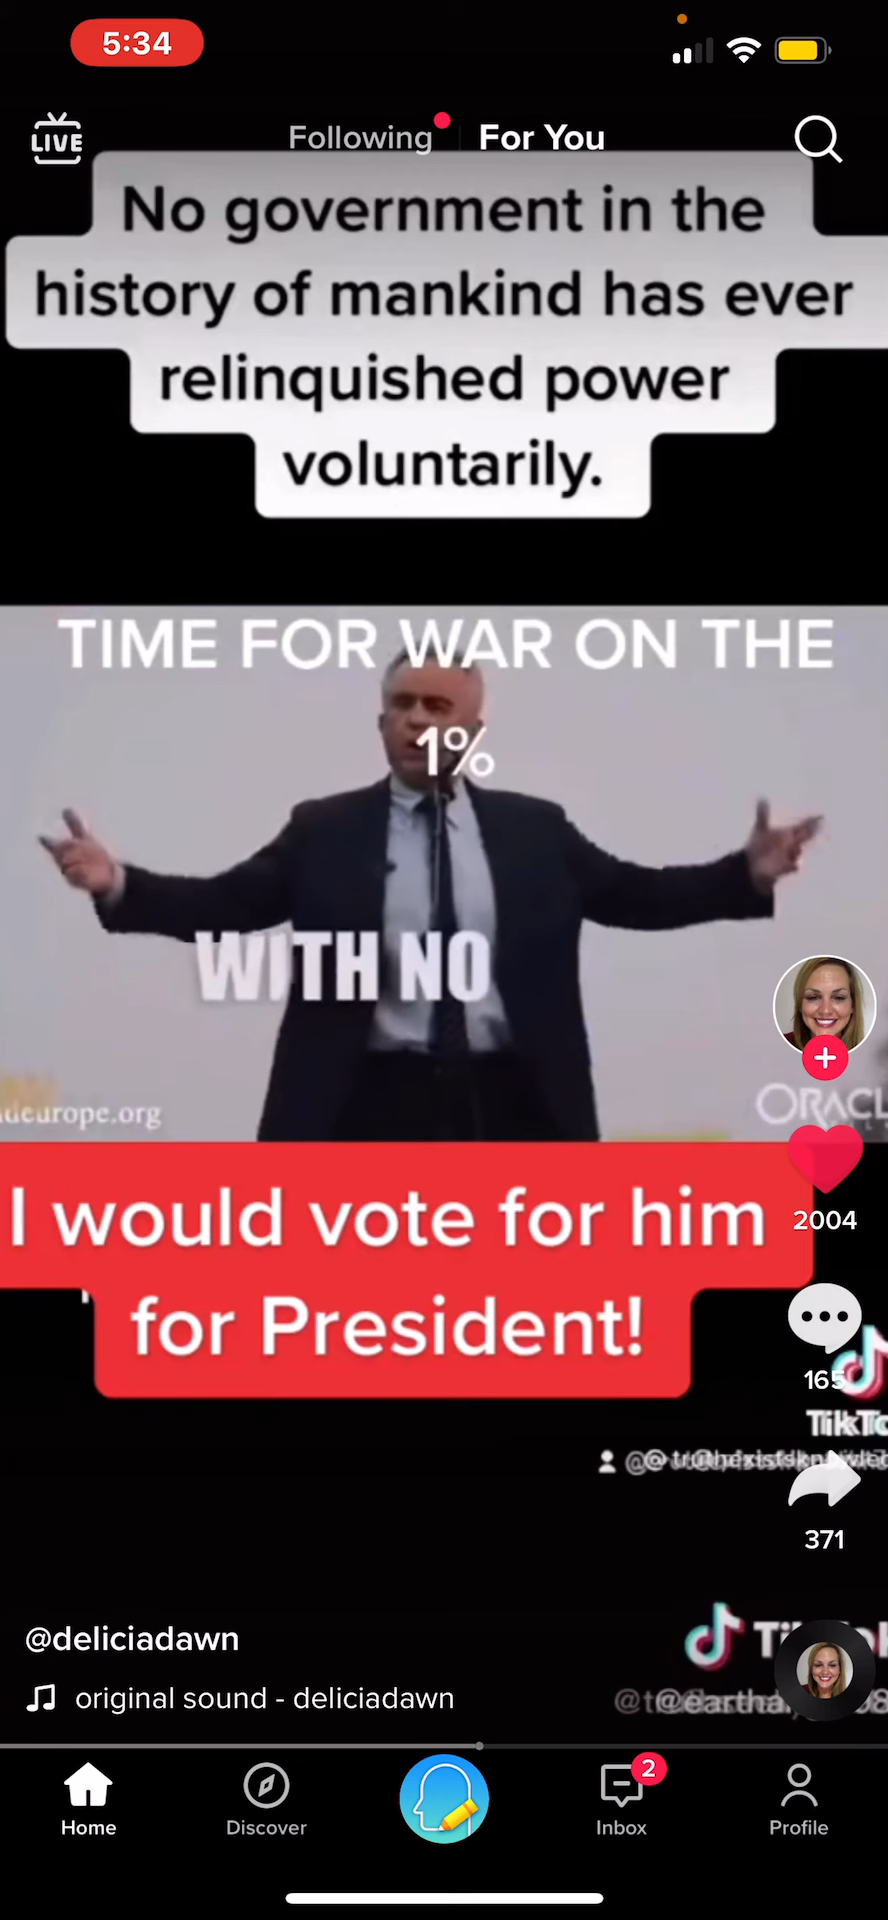 5:34
LIVE
Following
For You
No government in the
history of mankind has ever
relinquished power
voluntarily.
TIME FOR WAR ON THE
1%
WITH NO
deurope.org
ORACL
I would vote for him
for President!
2004
165
TikTo
371
@deliciadawn
original sound - deliciadawn
Home
Discover
2
Inbox
Profile